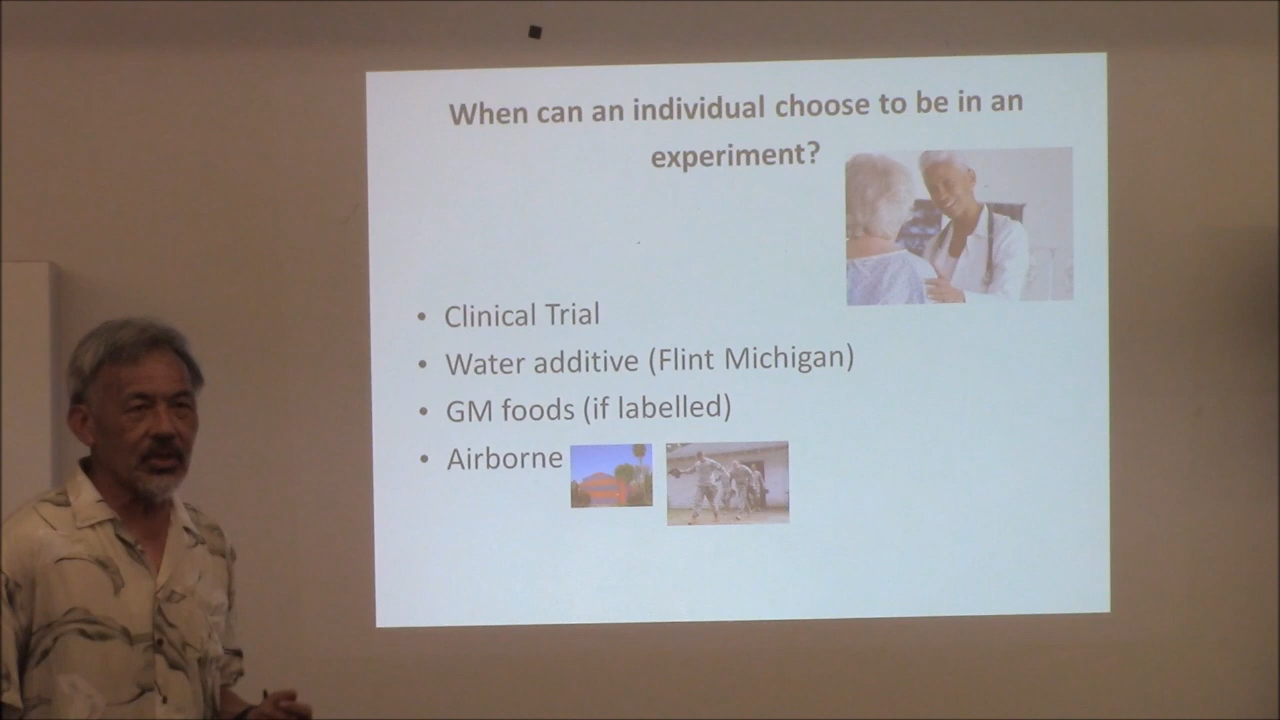 When can an individual choose to be in an
experiment?
• Clinical Trial
• Water additive (Flint Michigan)
• GM foods (if labelled)
• Airborne